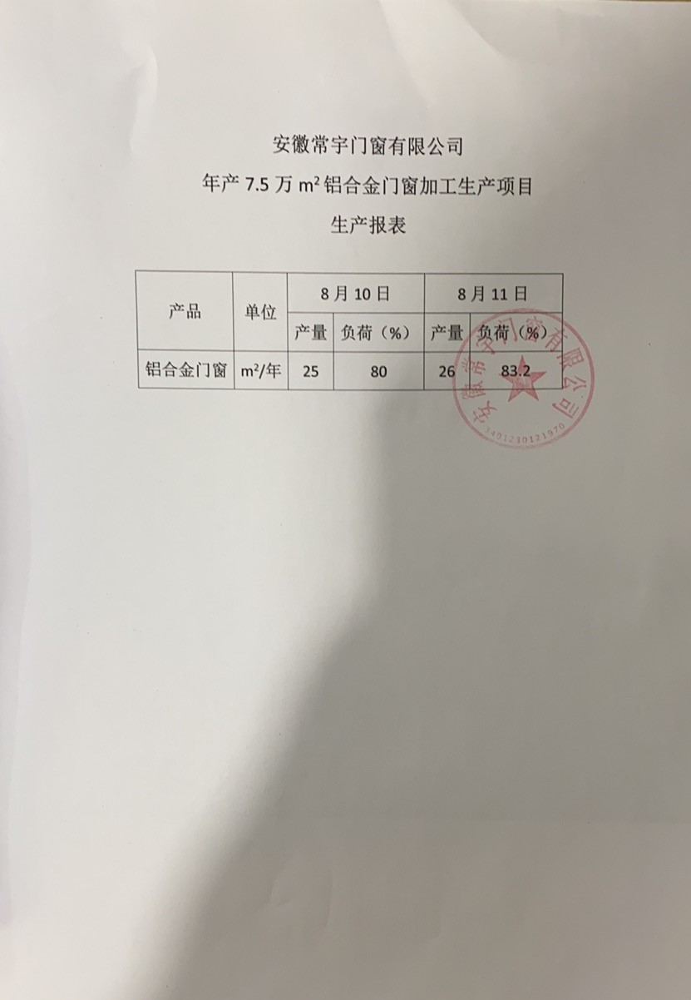 安徽常宇门窗有限公司
年产 7.5 万 m²铝合金门窗加工生产项目
生产报表
产品 单位 8 月 10 日 8 月 11 日
产量 负荷（%） 产量 负荷（%）
铝合金门窗 m²/年 25 80 26 83.2
安徽常宇门窗有限公司
3401230121970